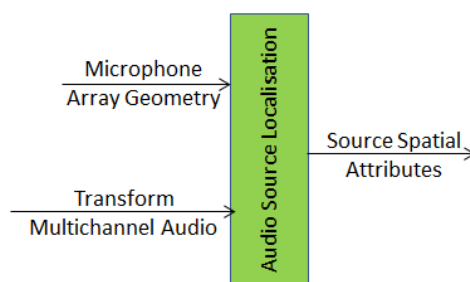 Microphone
Array Geometry
Audio Source Localisation
Source Spatial
Attributes
Transform
Multichannel Audio